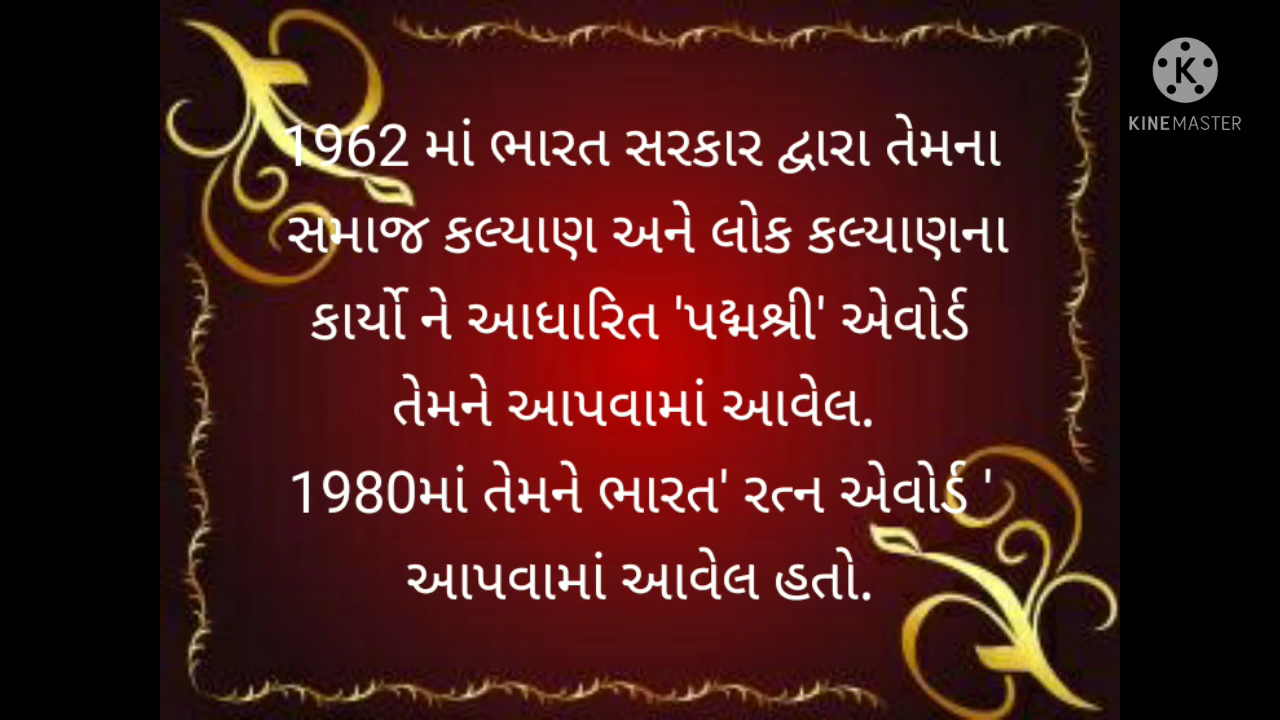 1962 માં ભારત સરકાર દ્વારા તેમના
સમાજ કલ્યાણ અને લોક કલ્યાણના
કાર્યો ને આધારિત 'પદ્મશ્રી' એવોર્ડ
તેમને આપવામાં આવેલ.
1980માં તેમને ભારત' રત્ન એવોર્ડ '
આપવામાં આવેલ હતો.
K
KINEMASTER